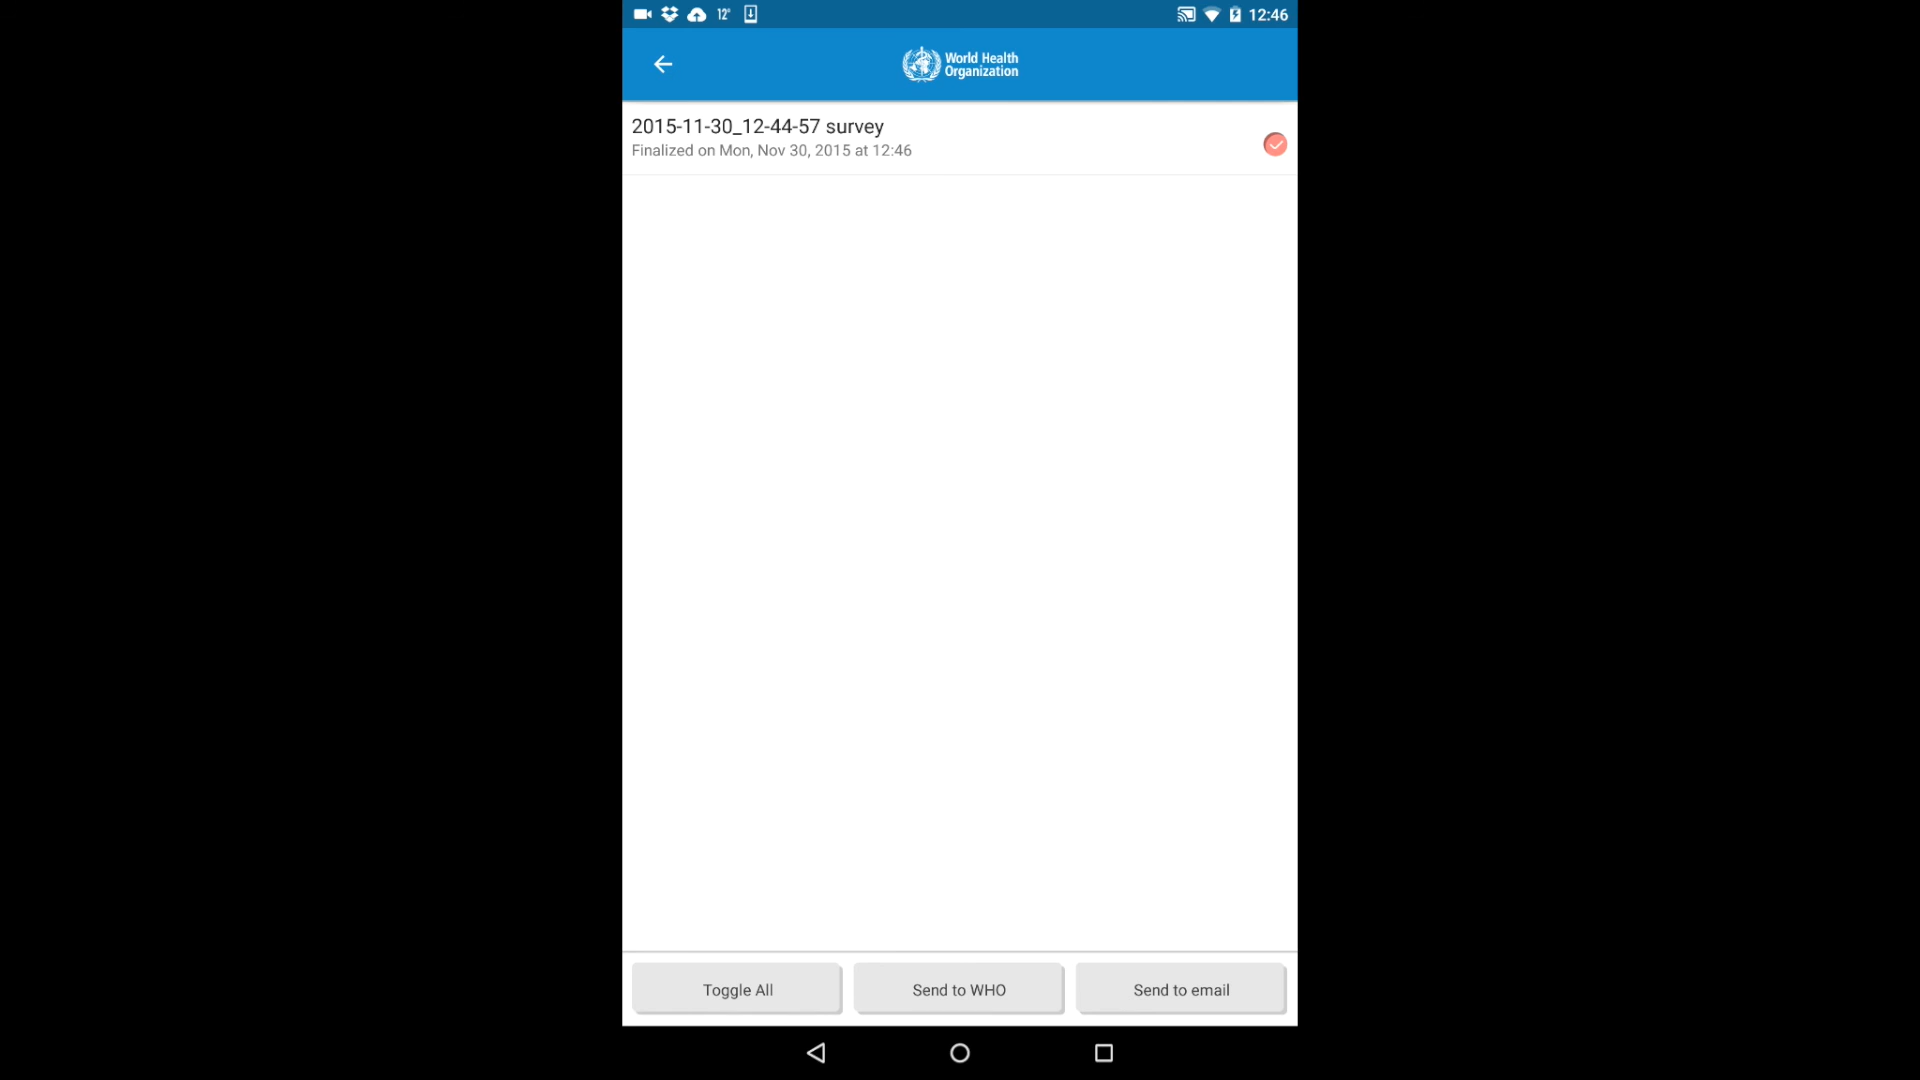 12° 12:46
World Health
Organization
2015-11-30_12-44-57 survey
Finalized on Mon, Nov 30, 2015 at 12:46
Toggle All Send to WHO Send to email